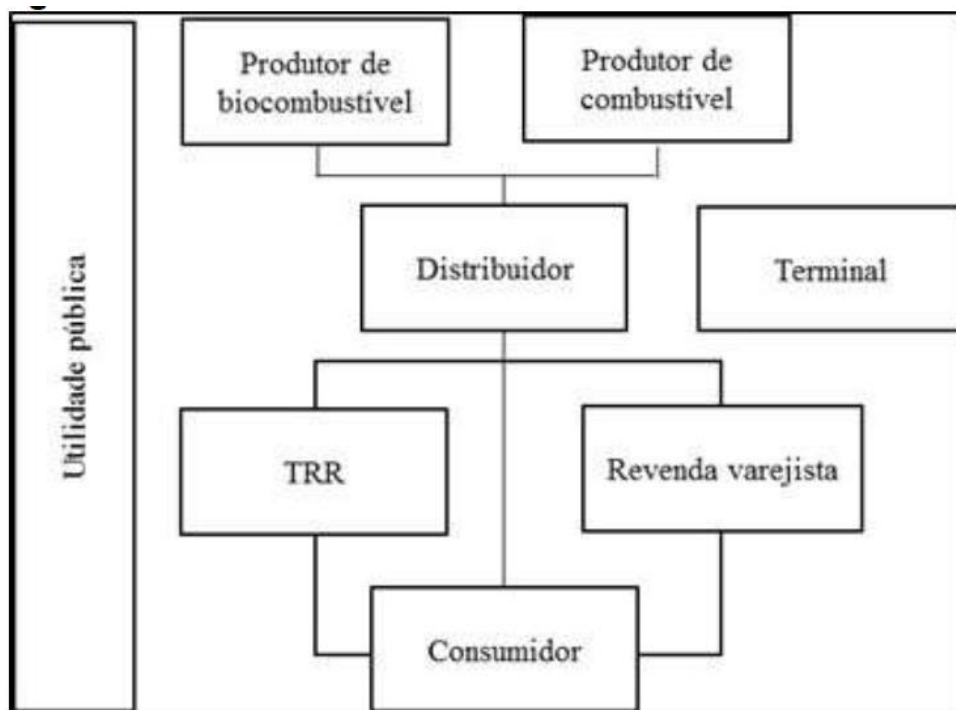 Utilidade pública
Produtor de
biocombustível
Produtor de
combustível
Distribuidor
Terminal
TRR
Revenda varejista
Consumidor